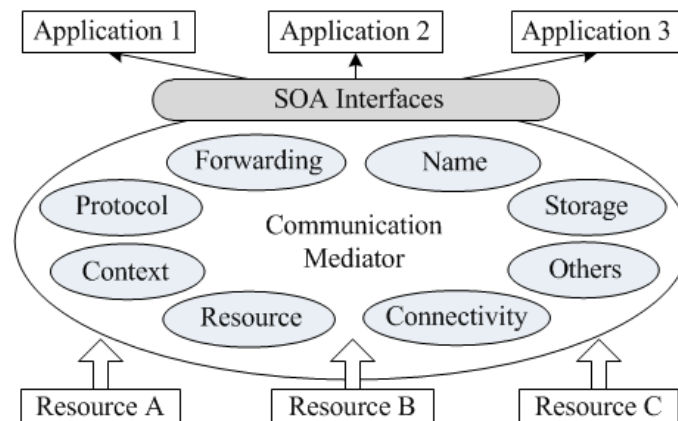 Application 1
Application 2
Application 3
SOA Interfaces
Forwarding
Name
Protocol
Storage
Communication
Mediator
Context
Others
Resource
Connectivity
Resource A
Resource B
Resource C